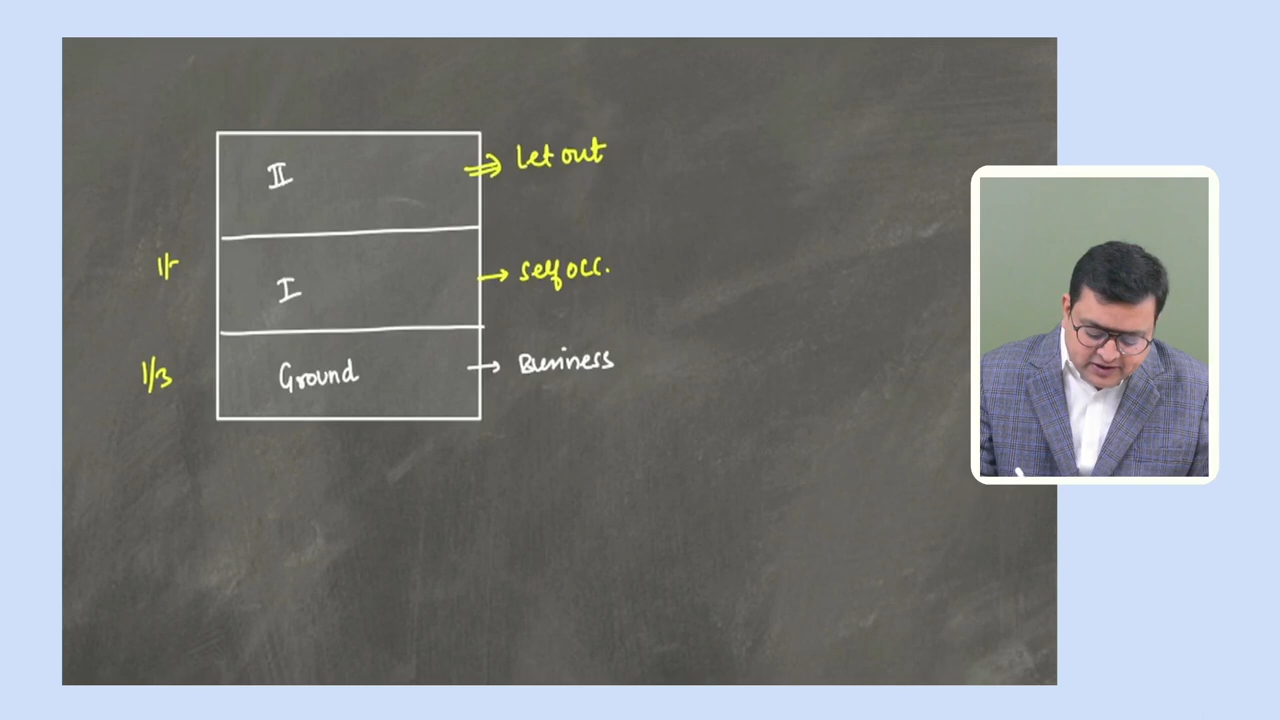 II → Let out
I → Self occ.
1/3 Ground → Business